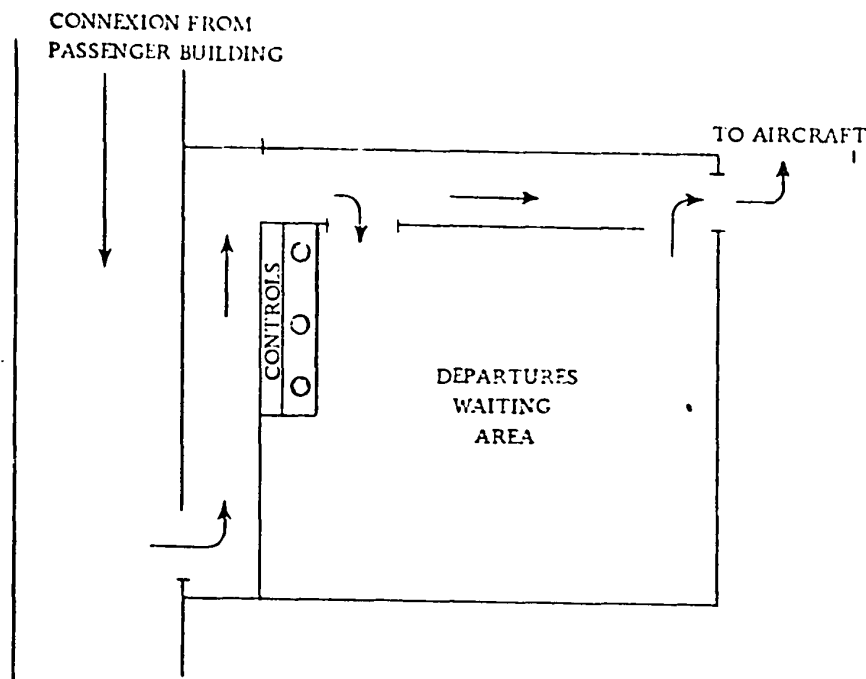 CONNEXION FROM
PASSENGER BUILDING
TO AIRCRAFT
CONTROLS
DEPARTURES
WAITING
AREA